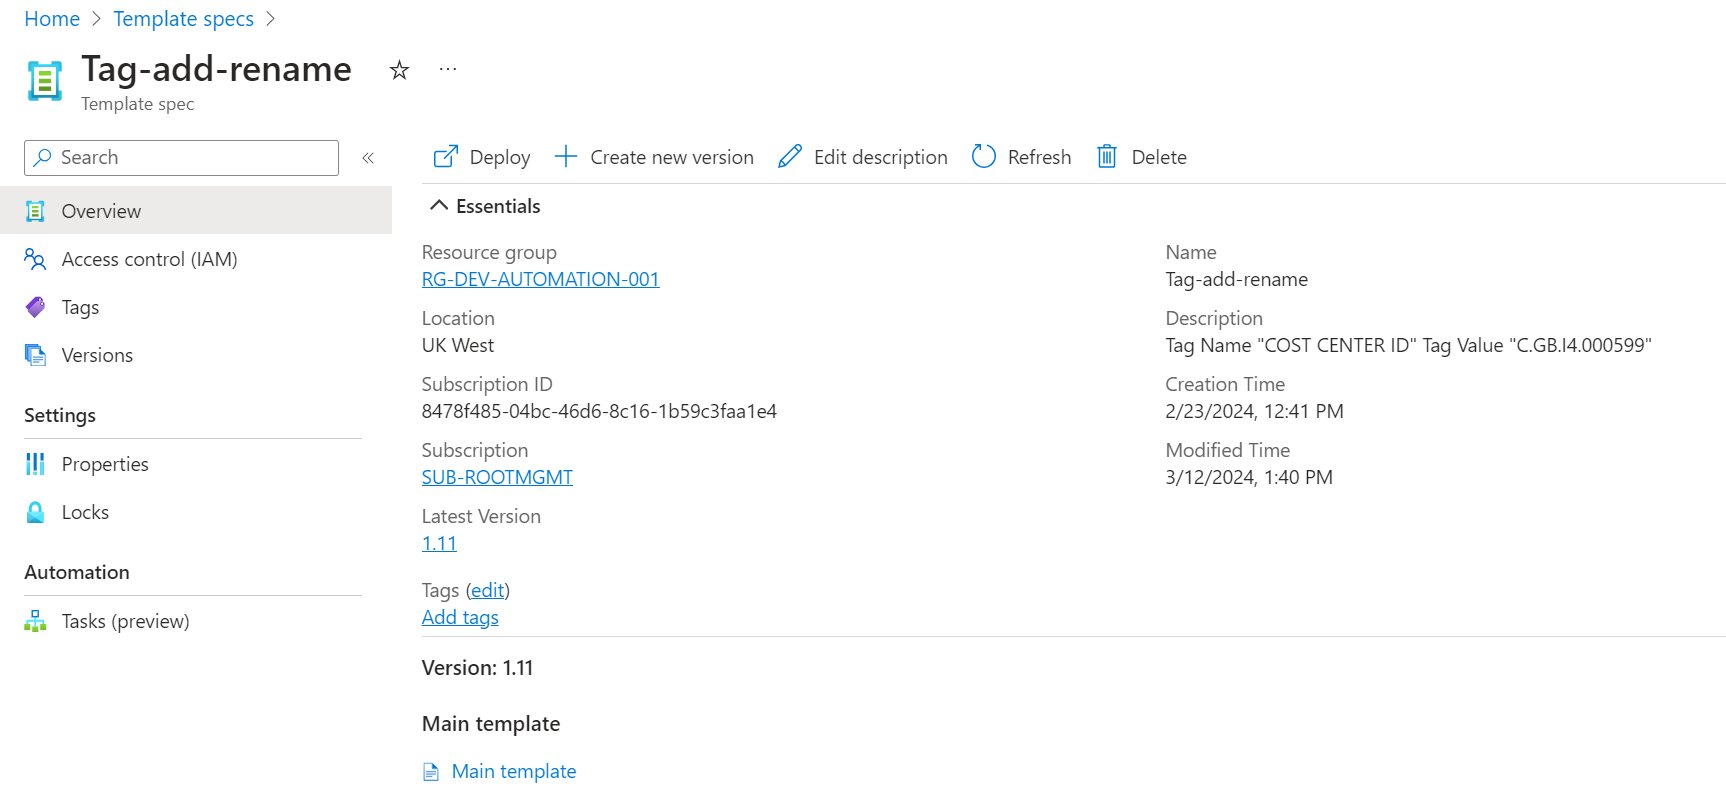 Home > Template specs >
Tag-add-rename
Template spec
Search
Overview
Access control (IAM)
Tags
Versions
Settings
Properties
Locks
Automation
Tasks (preview)
Deploy
Create new version
Edit description
Refresh
Delete
Essentials
Resource group
RG-DEV-AUTOMATION-001
Location
UK West
Subscription ID
8478f485-04bc-46d6-8c16-1b59c3faa1e4
Subscription
SUB-ROOTMGMT
Latest Version
1.11
Name
Tag-add-rename
Description
Tag Name "COST CENTER ID" Tag Value "C.GB.I4.000599"
Creation Time
2/23/2024, 12:41 PM
Modified Time
3/12/2024, 1:40 PM
Tags (edit)
Add tags
Version: 1.11
Main template
Main template